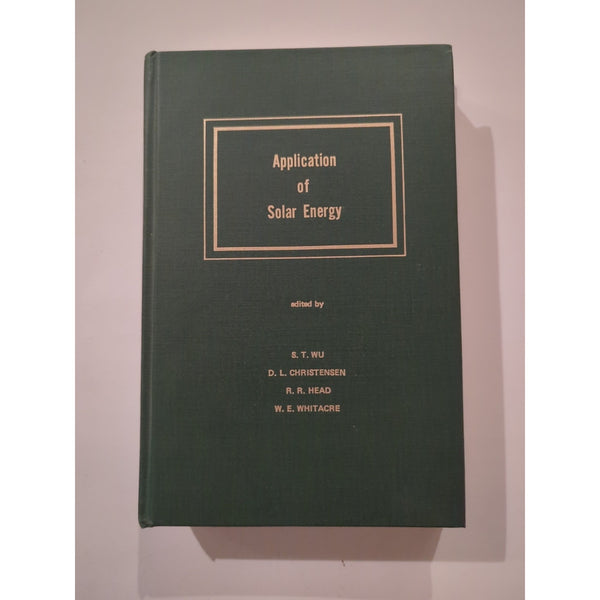 Application
of
Solar Energy
edited by
S. T. WU
D. L. CHRISTENSEN
R. R. HEAD
W. E. WHITACRE